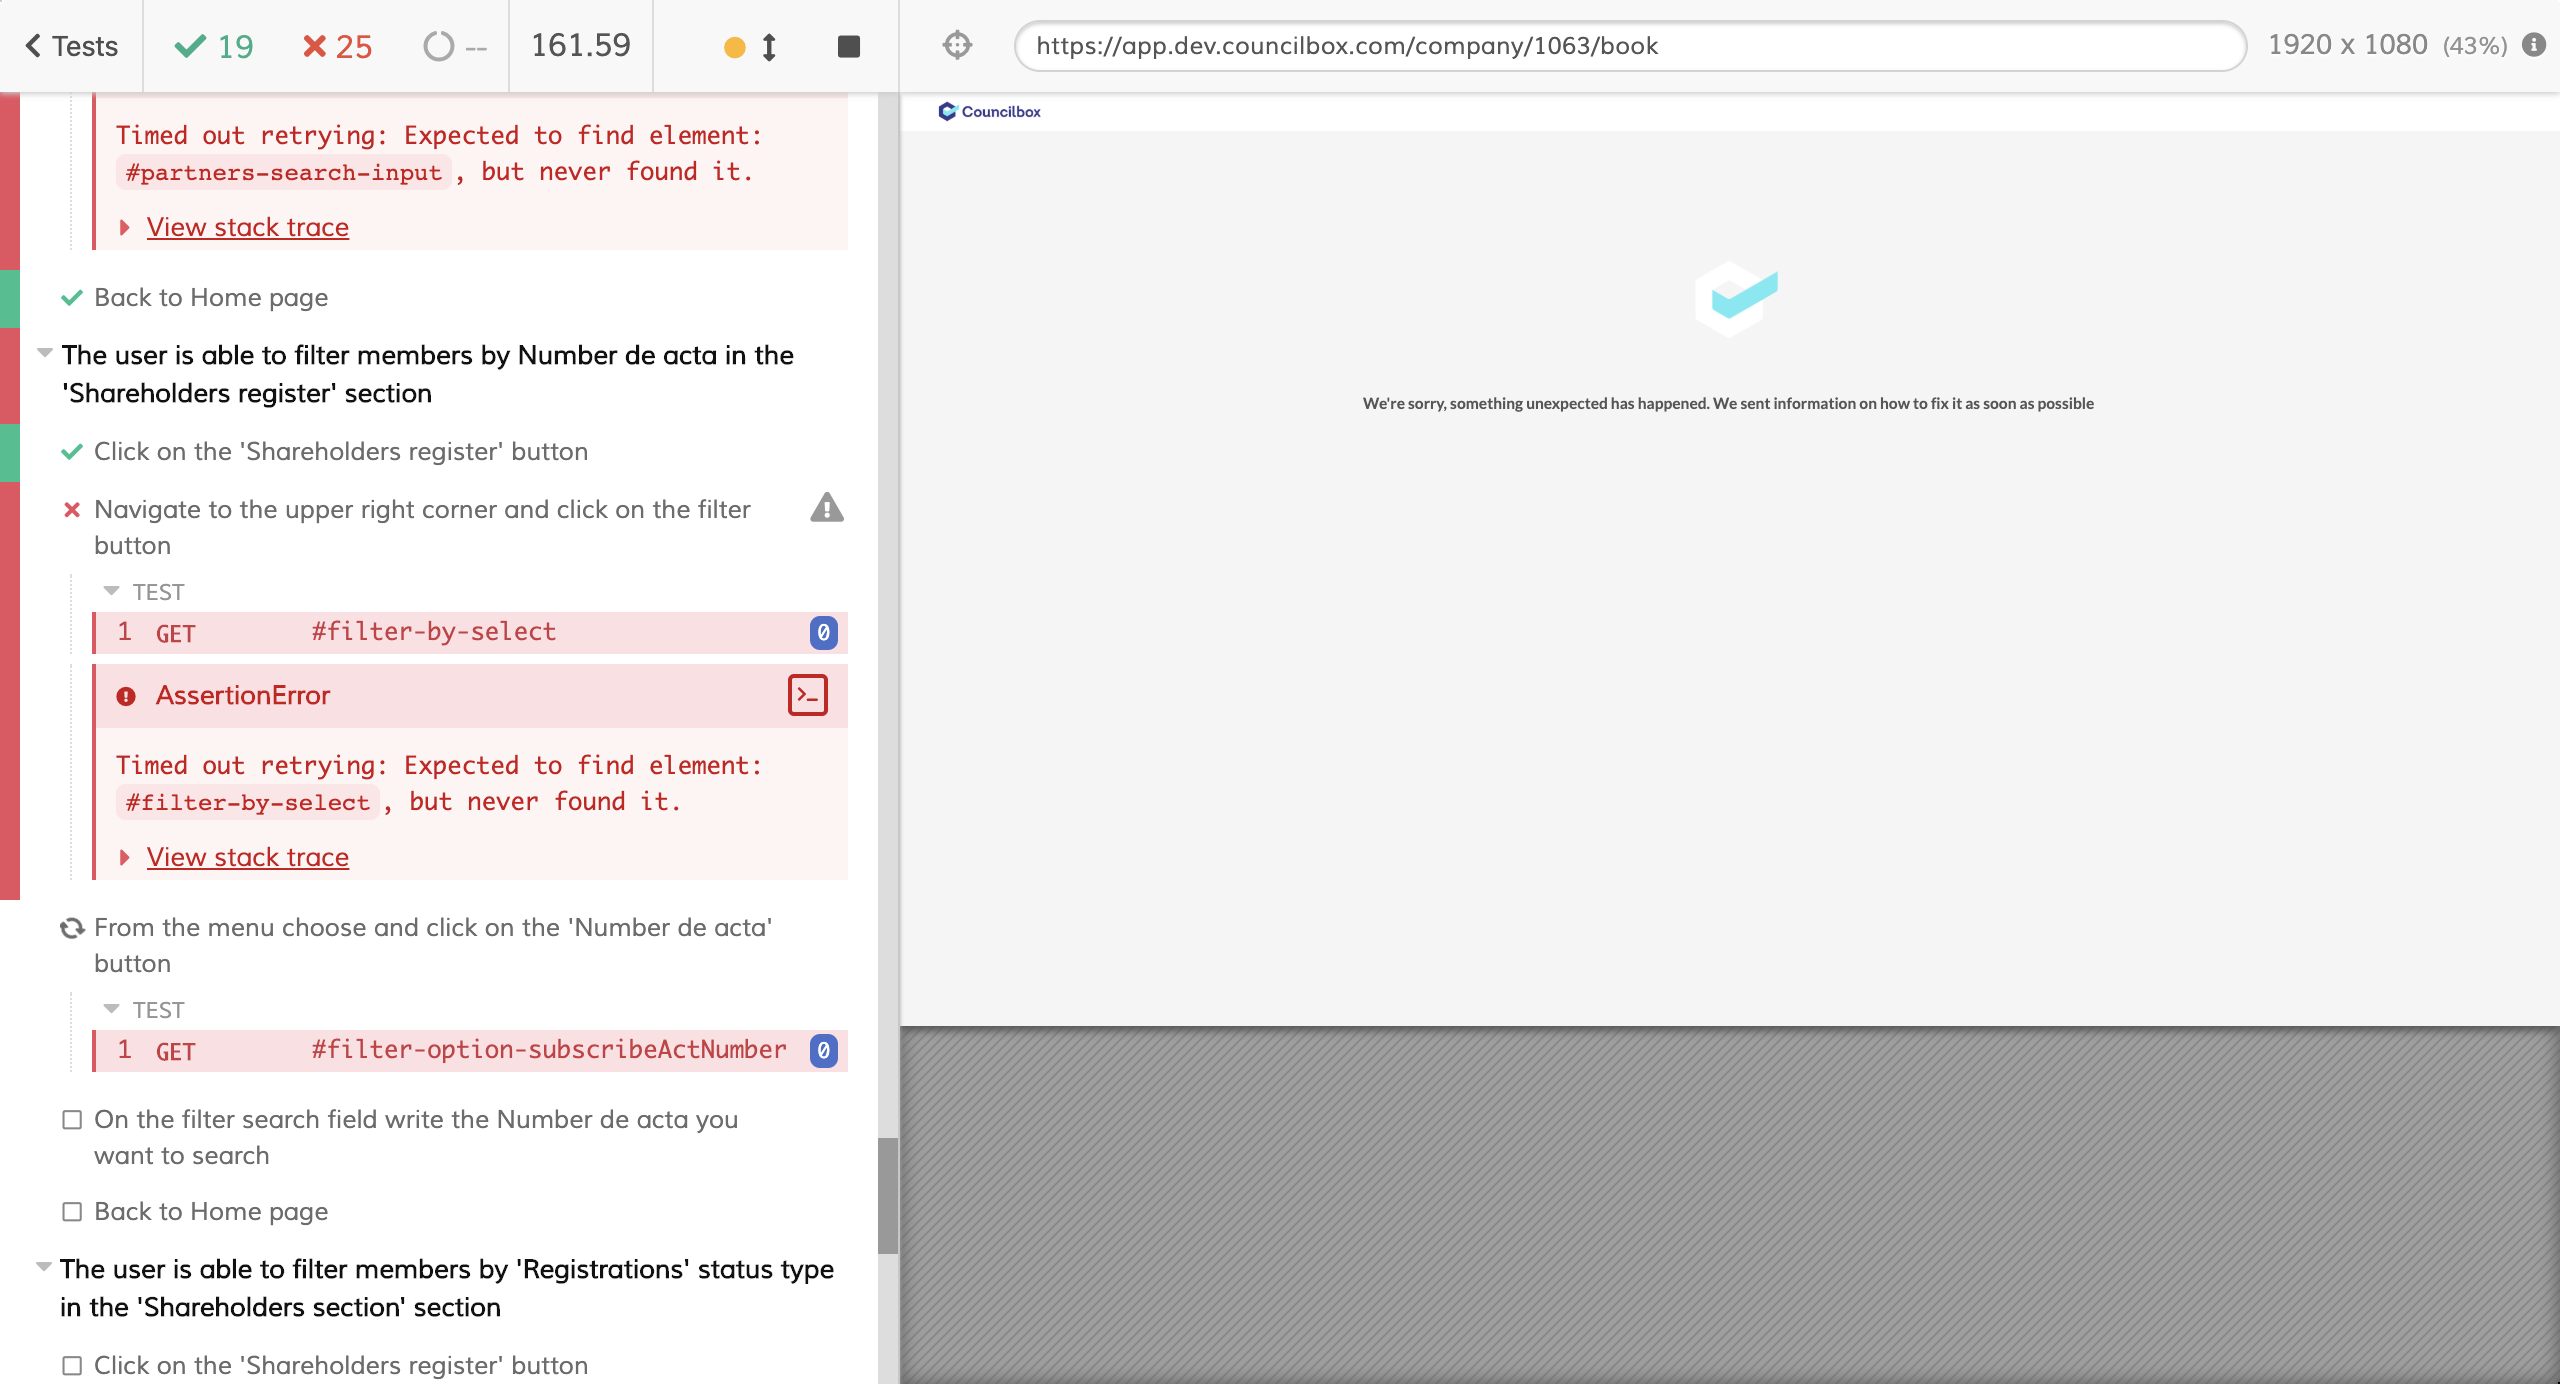 Tests
19
25
--
161.59
https://app.dev.councilbox.com/company/1063/book
1920 x 1080 (43%)
Timed out retrying: Expected to find element:
#partners-search-input, but never found it.
View stack trace
Back to Home page
The user is able to filter members by Number de acta in the
'Shareholders register' section
Click on the 'Shareholders register' button
Navigate to the upper right corner and click on the filter
button
TEST
1 GET #filter-by-select 0
AssertionError
Timed out retrying: Expected to find element:
#filter-by-select, but never found it.
View stack trace
From the menu choose and click on the 'Number de acta'
button
TEST
1 GET #filter-option-subscribeActNumber 0
On the filter search field write the Number de acta you
want to search
Back to Home page
The user is able to filter members by 'Registrations' status type
in the 'Shareholders section' section
Click on the 'Shareholders register' button
Councilbox
We're sorry, something unexpected has happened. We sent information on how to fix it as soon as possible